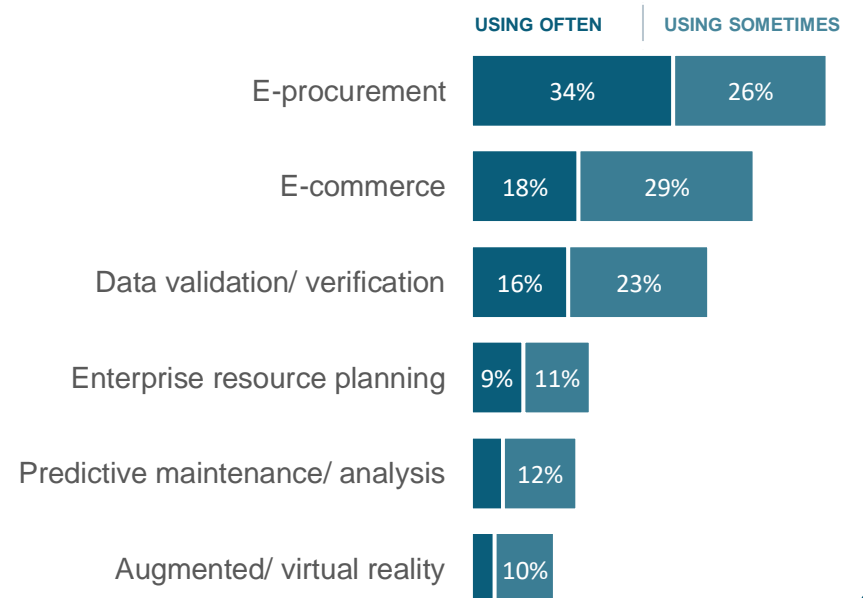 USING OFTEN USING SOMETIMES
E-procurement 34% 26%
E-commerce 18% 29%
Data validation/ verification 16% 23%
Enterprise resource planning 9% 11%
Predictive maintenance/ analysis 12%
Augmented/ virtual reality 10%